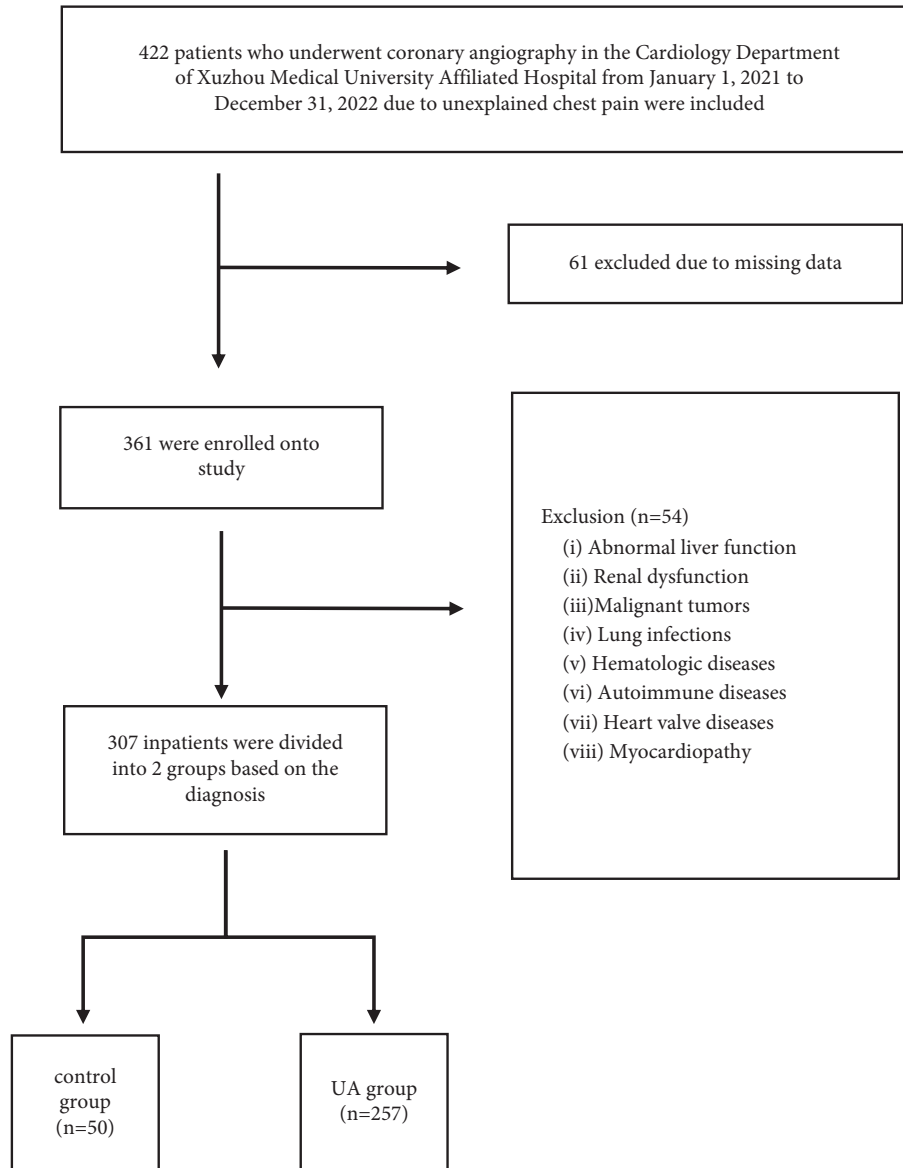 422 patients who underwent coronary angiography in the Cardiology Department
of Xuzhou Medical University Affiliated Hospital from January 1, 2021 to
December 31, 2022 due to unexplained chest pain were included
61 excluded due to missing data
361 were enrolled onto
study
Exclusion (n=54)
(i) Abnormal liver function
(ii) Renal dysfunction
(iii)Malignant tumors
(iv) Lung infections
(v) Hematologic diseases
(vi) Autoimmune diseases
(vii) Heart valve diseases
(viii) Myocardiopathy
307 inpatients were divided
into 2 groups based on the
diagnosis
control
group
(n=50)
UA group
(n=257)